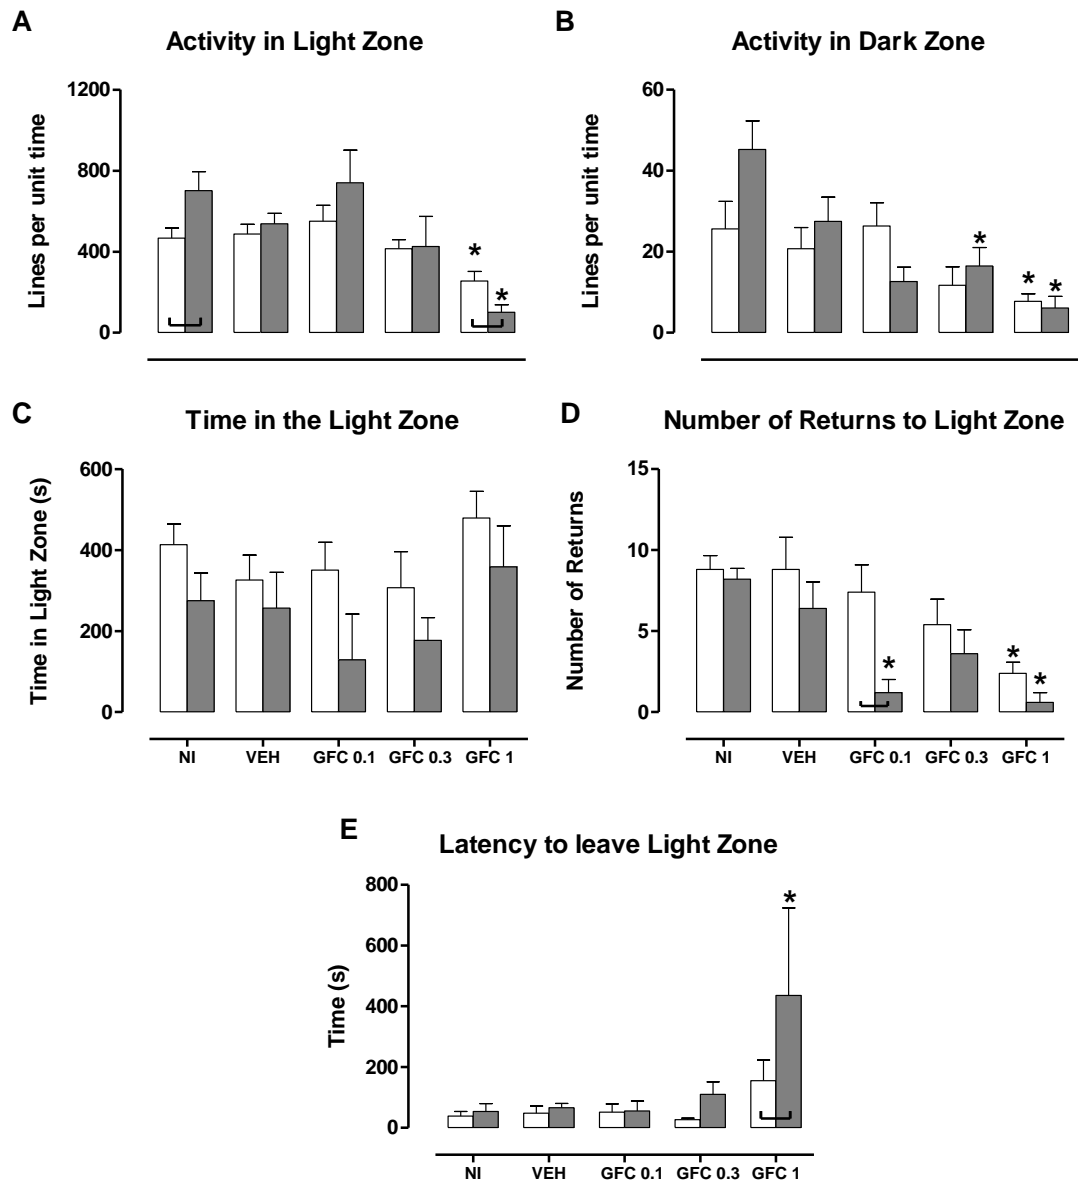 A
Activity in Light Zone
Lines per unit time
1200
800
400
0
*
*
B
Activity in Dark Zone
Lines per unit time
60
40
20
0
*
*
*
C
Time in the Light Zone
Time in Light Zone (s)
600
400
200
0
NI VEH GFC 0.1 GFC 0.3 GFC 1
D
Number of Returns to Light Zone
Number of Returns
15
10
5
0
*
*
*
NI VEH GFC 0.1 GFC 0.3 GFC 1
E
Latency to leave Light Zone
Time (s)
800
600
400
200
0
*
NI VEH GFC 0.1 GFC 0.3 GFC 1